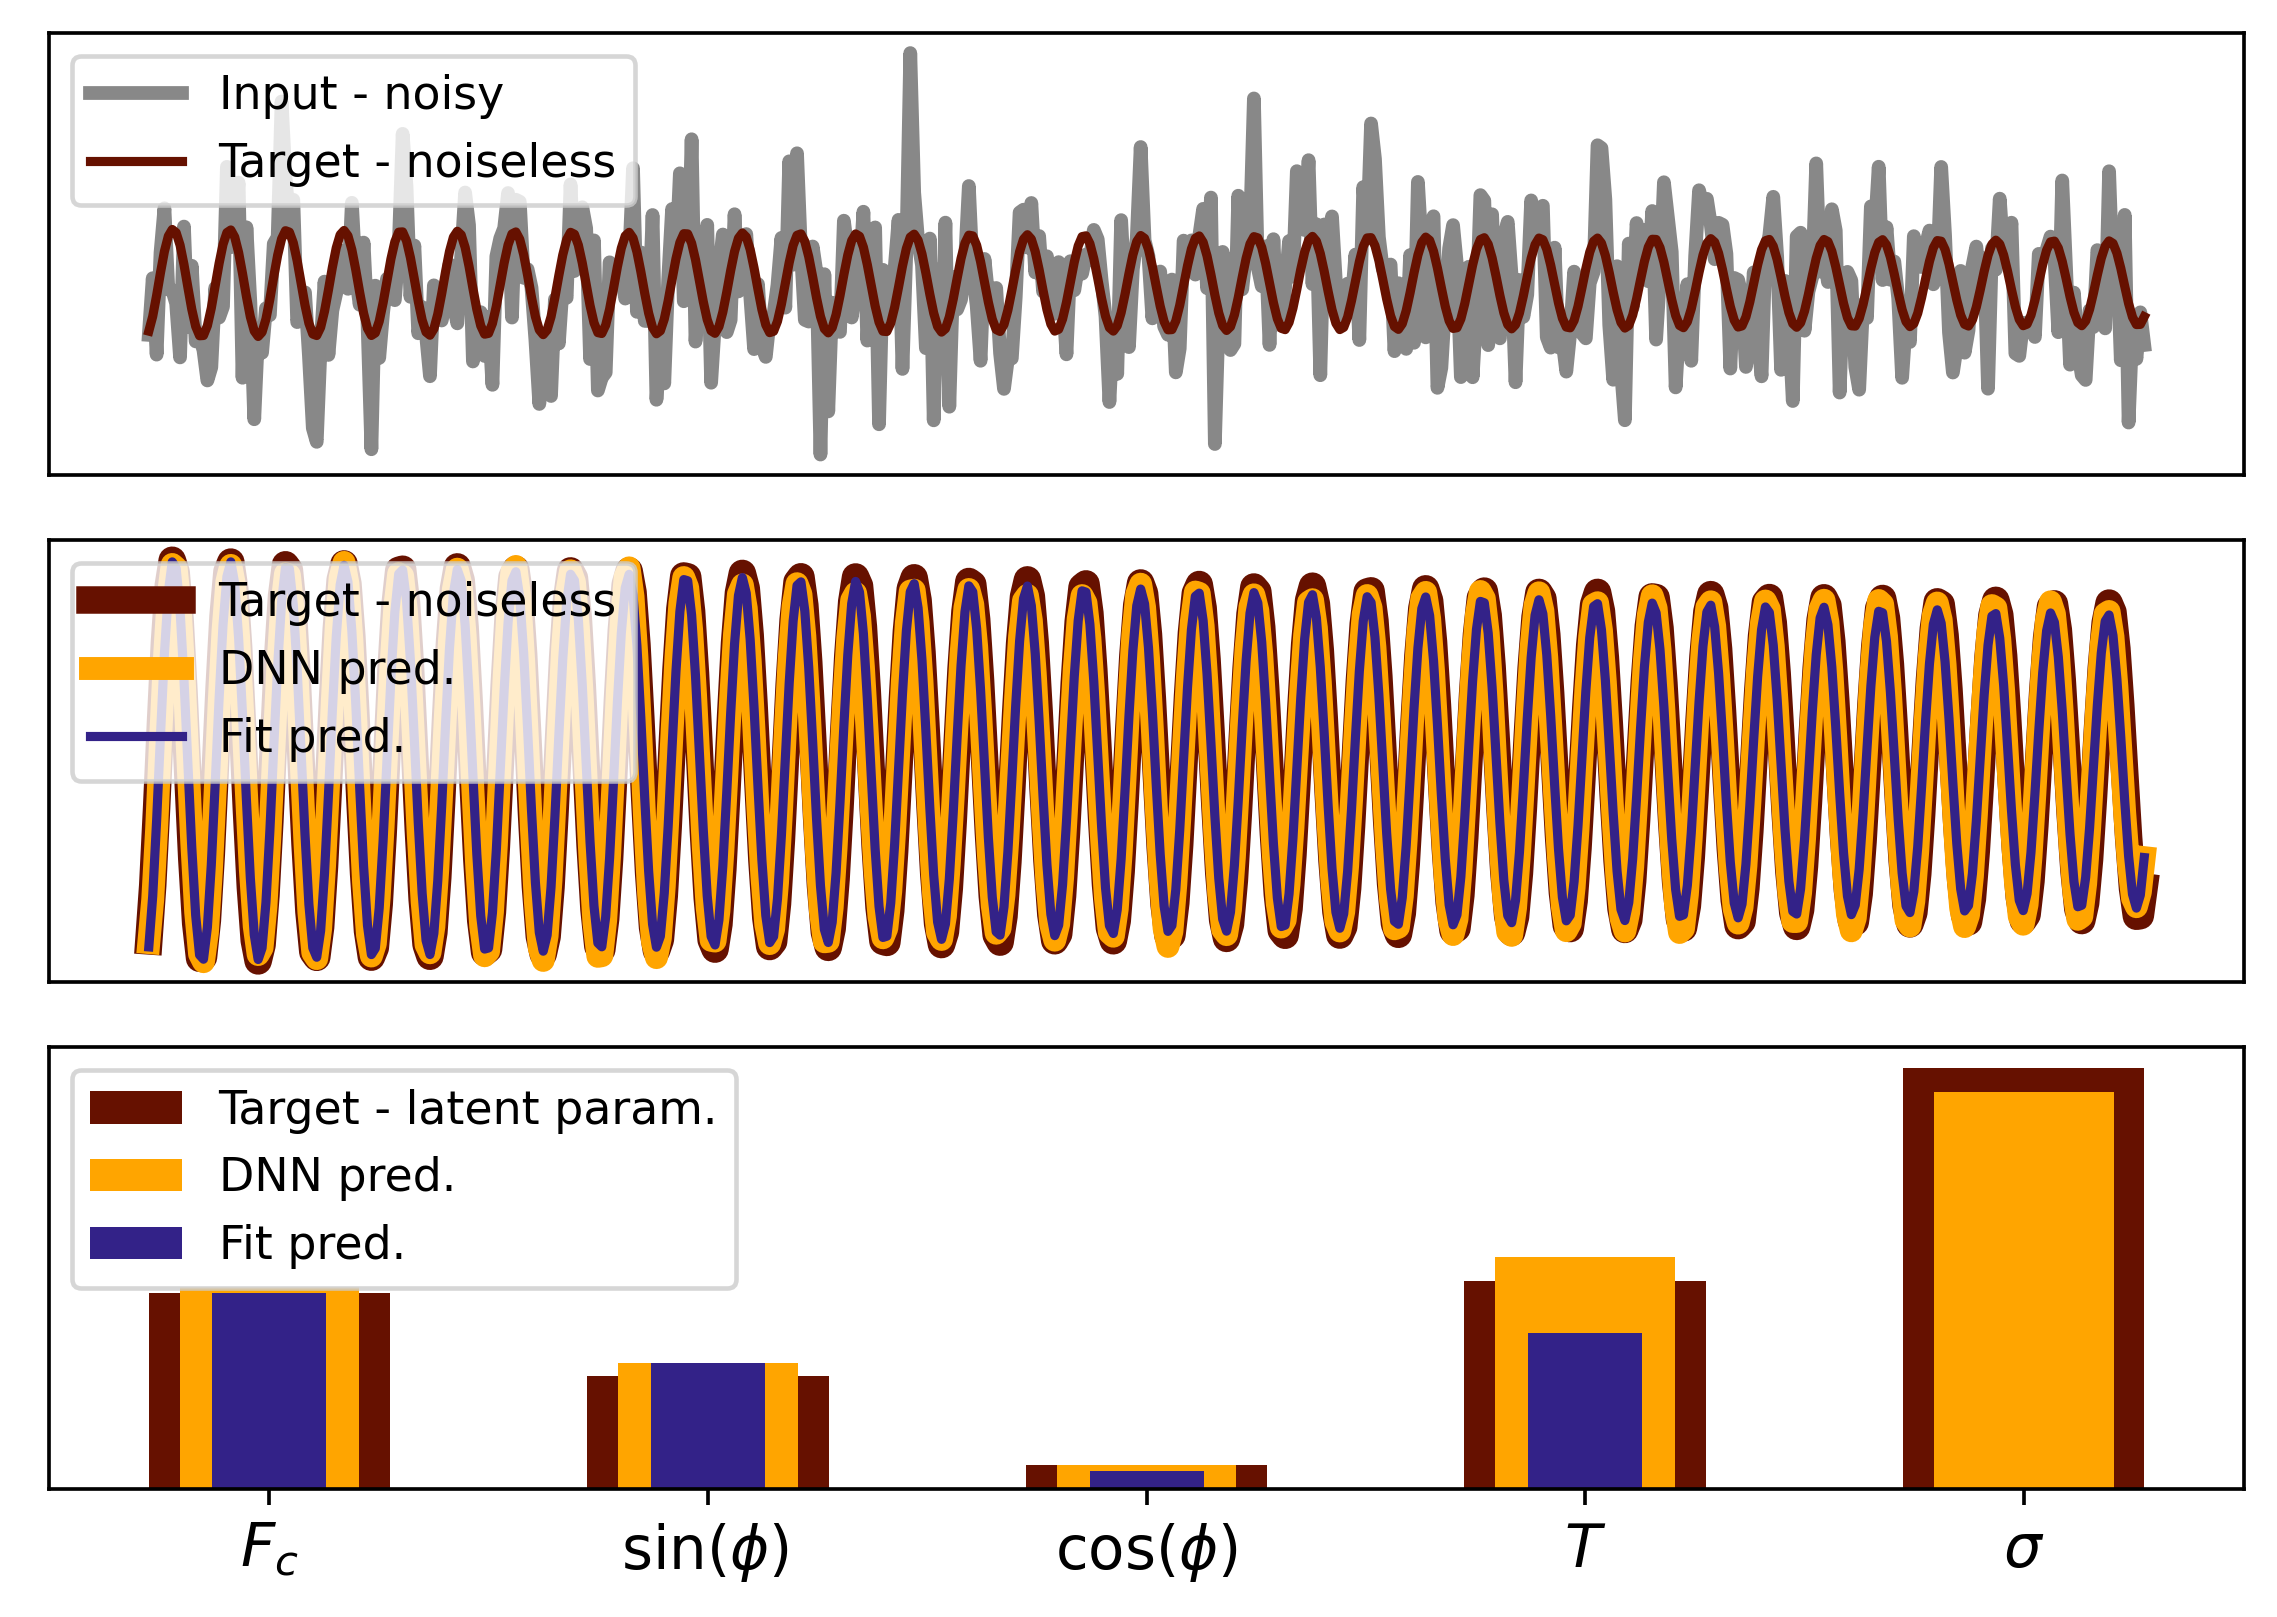 Input - noisy
Target - noiseless
Target - noiseless
DNN pred.
Fit pred.
Target - latent param.
DNN pred.
Fit pred.
F_c sin(ϕ) cos(ϕ) T σ